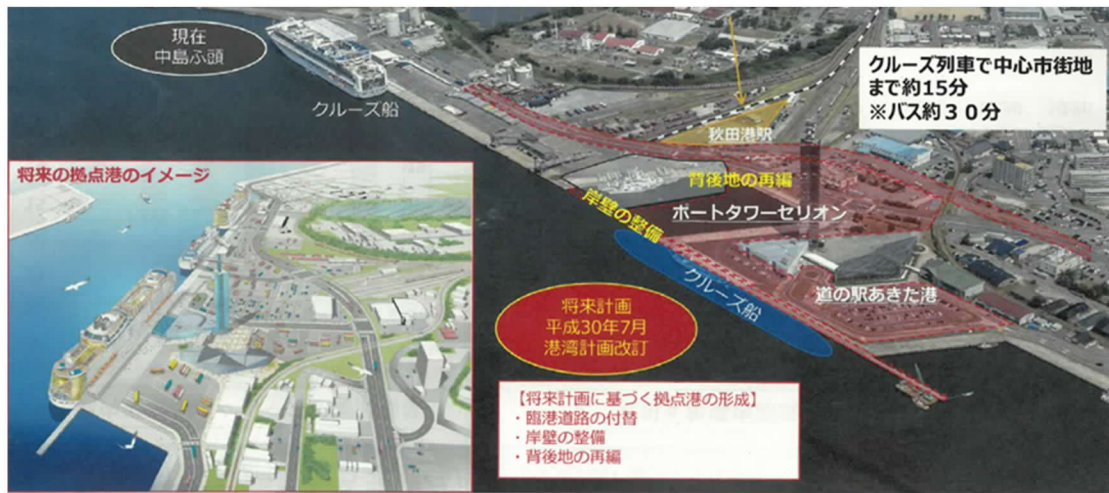 現在
中島ふ頭
クルーズ船
クルーズ列車で中心市街地
まで約15分
※バス約３０分
秋田港駅
将来の拠点港のイメージ
背後地の再編
岸壁の整備
ポートタワーセリオン
クルーズ船
道の駅あきた港
将来計画
平成30年7月
港湾計画改訂
【将来計画に基づく拠点港の形成】
・臨港道路の付替
・岸壁の整備
・背後地の再編